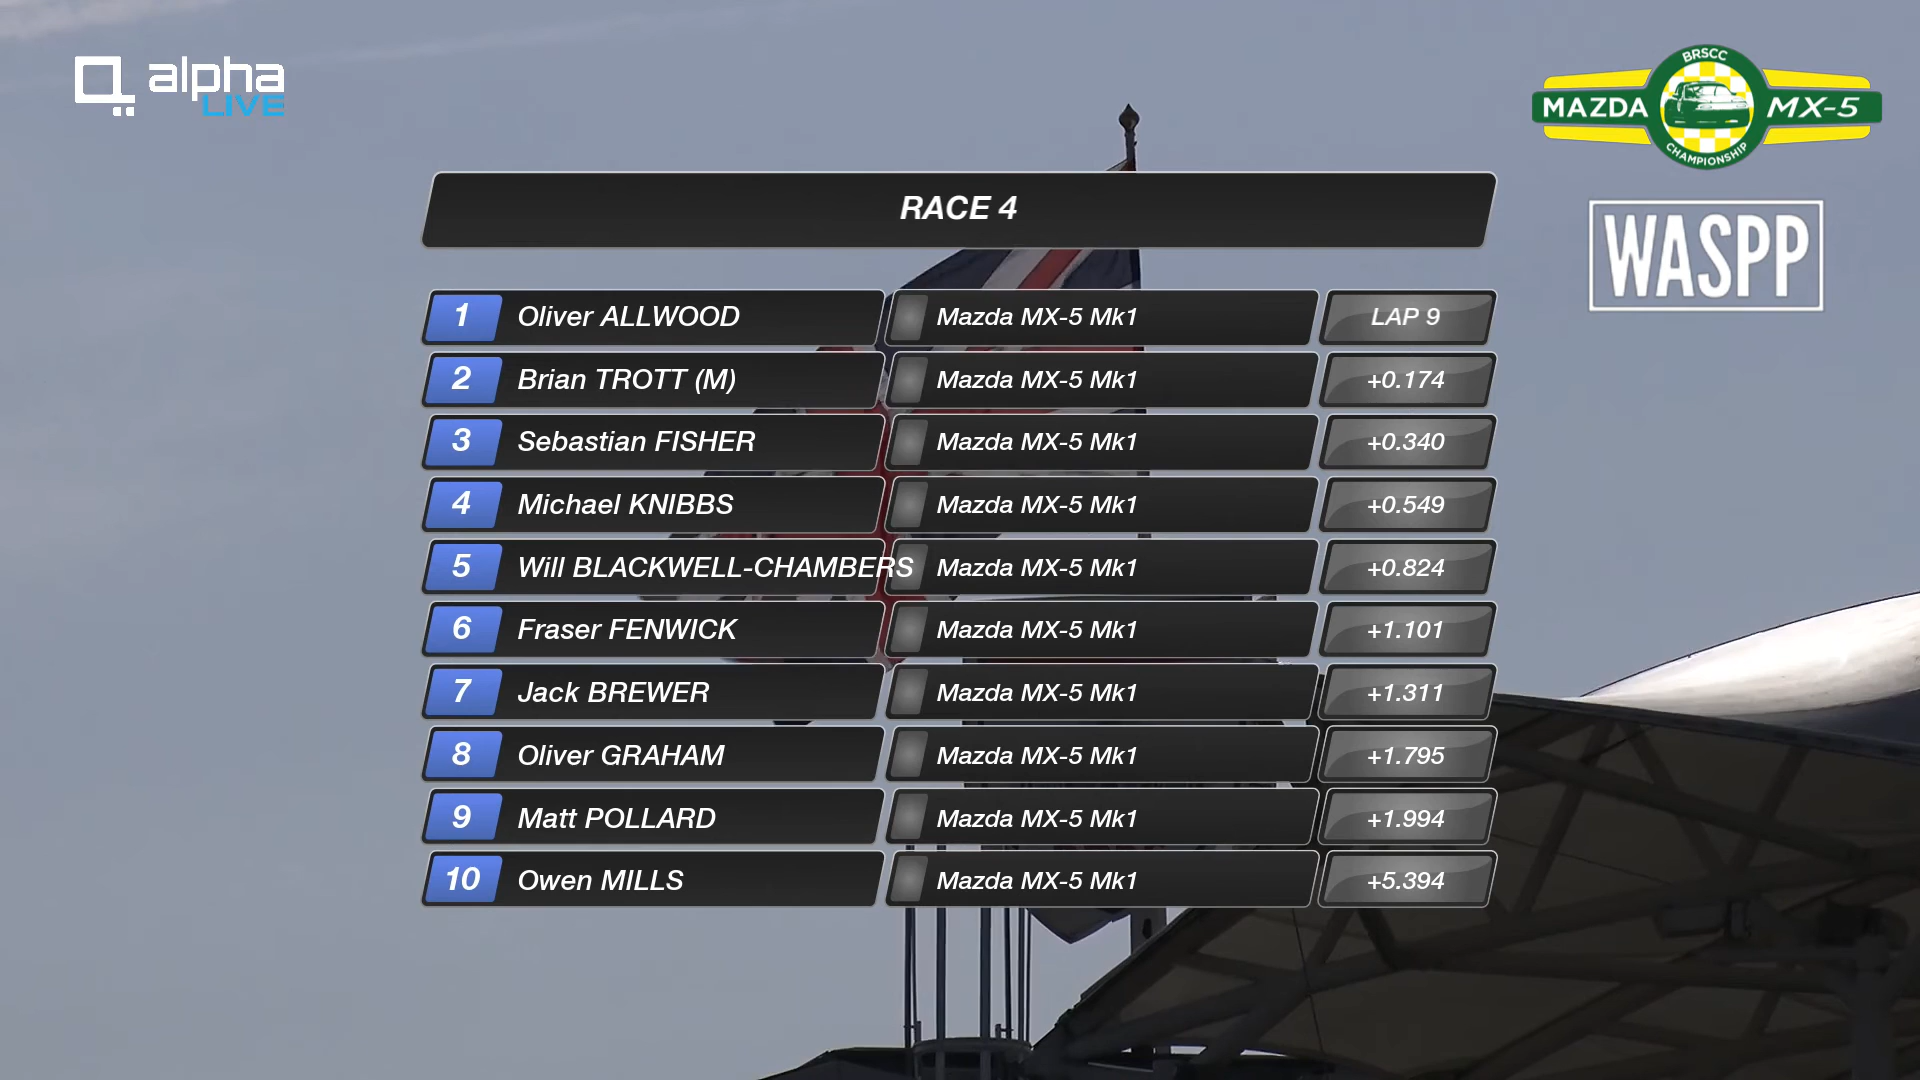 alpha
LIVE
BRSCC
MAZDA MX-5
CHAMPIONSHIP
WASPP
RACE 4
1 Oliver ALLWOOD Mazda MX-5 Mk1 LAP 9
2 Brian TROTT (M) Mazda MX-5 Mk1 +0.174
3 Sebastian FISHER Mazda MX-5 Mk1 +0.340
4 Michael KNIBBS Mazda MX-5 Mk1 +0.549
5 Will BLACKWELL-CHAMBERS Mazda MX-5 Mk1 +0.824
6 Fraser FENWICK Mazda MX-5 Mk1 +1.101
7 Jack BREWER Mazda MX-5 Mk1 +1.311
8 Oliver GRAHAM Mazda MX-5 Mk1 +1.795
9 Matt POLLARD Mazda MX-5 Mk1 +1.994
10 Owen MILLS Mazda MX-5 Mk1 +5.394